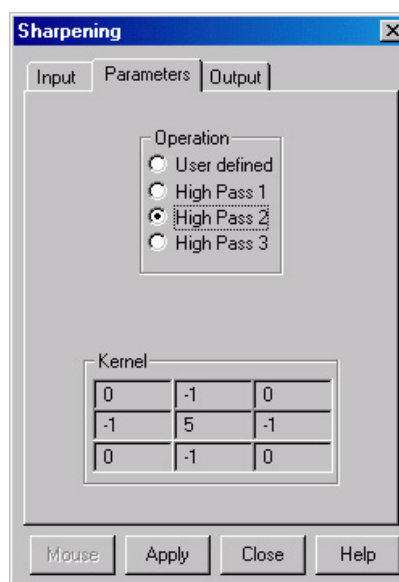 Sharpening
Input Parameters Output
Operation
User defined
High Pass 1
High Pass 2
High Pass 3
Kernel
0 -1 0
-1 5 -1
0 -1 0
Mouse Apply Close Help